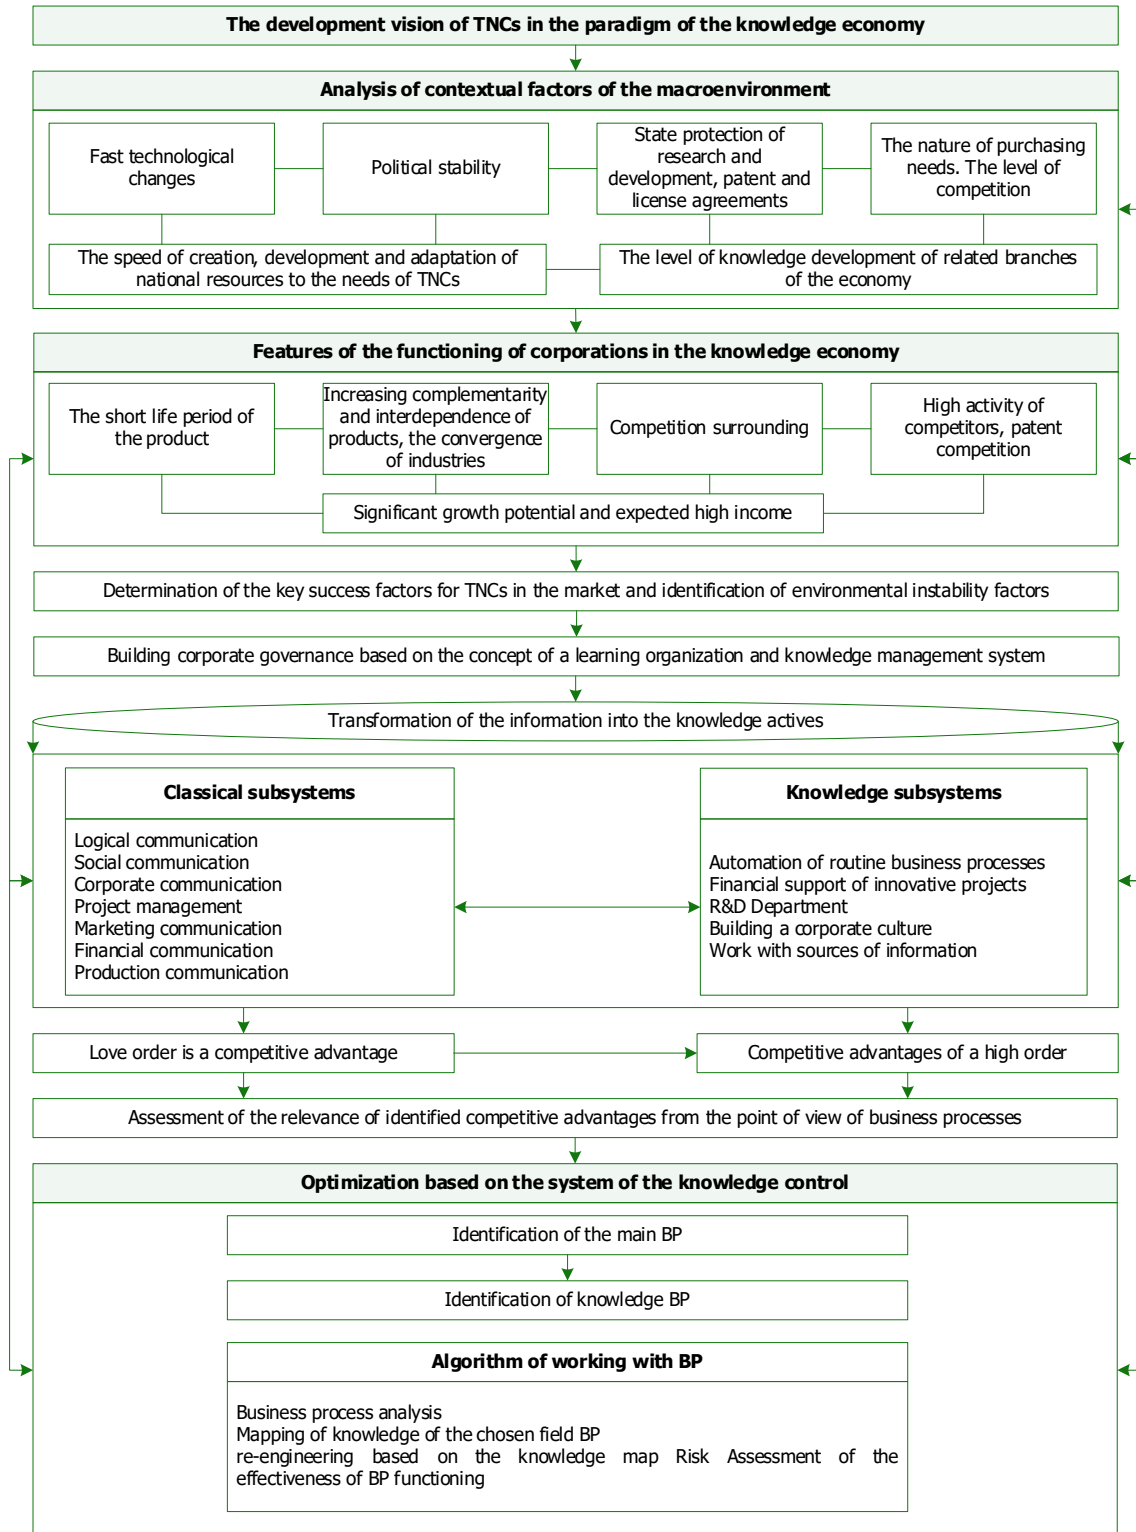 The development vision of TNCs in the paradigm of the knowledge economy
Analysis of contextual factors of the macroenvironment
Fast technological
changes
Political stability
State protection of
research and
development, patent and
license agreements
The nature of purchasing
needs. The level of
competition
The speed of creation, development and adaptation of
national resources to the needs of TNCs
The level of knowledge development of related branches
of the economy
Features of the functioning of corporations in the knowledge economy
The short life period of
the product
Increasing complementarity
and interdependence of
products, the convergence
of industries
Competition surrounding
High activity of
competitors, patent
competition
Significant growth potential and expected high income
Determination of the key success factors for TNCs in the market and identification of environmental instability factors
Building corporate governance based on the concept of a learning organization and knowledge management system
Transformation of the information into the knowledge actives
Classical subsystems
Logical communication
Social communication
Corporate communication
Project management
Marketing communication
Financial communication
Production communication
Knowledge subsystems
Automation of routine business processes
Financial support of innovative projects
R&D Department
Building a corporate culture
Work with sources of information
Love order is a competitive advantage
Competitive advantages of a high order
Assessment of the relevance of identified competitive advantages from the point of view of business processes
Optimization based on the system of the knowledge control
Identification of the main BP
Identification of knowledge BP
Algorithm of working with BP
Business process analysis
Mapping of knowledge of the chosen field BP
re-engineering based on the knowledge map Risk Assessment of the
effectiveness of BP functioning